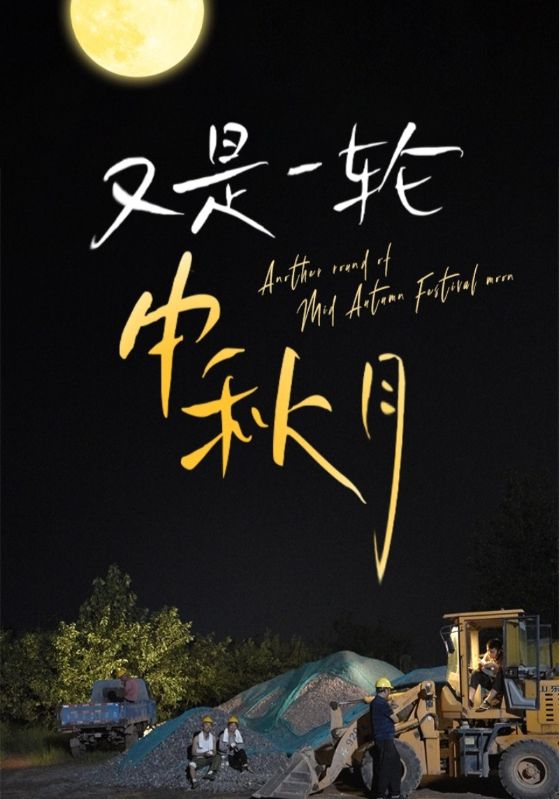 又是一轮
Another round of
Mid Autumn Festival moon
中秋月